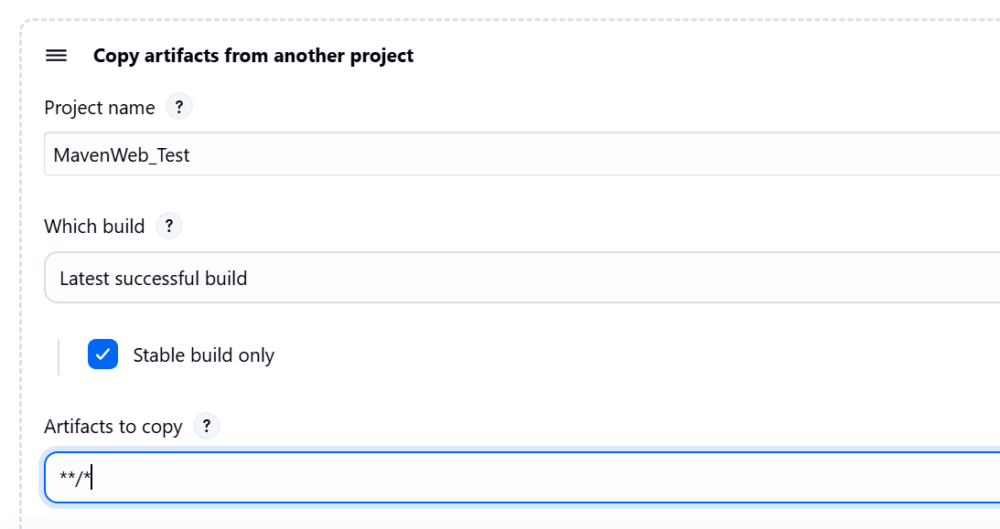 Copy artifacts from another project
Project name ?
MavenWeb_Test
Which build ?
Latest successful build
Stable build only
Artifacts to copy ?
**/*